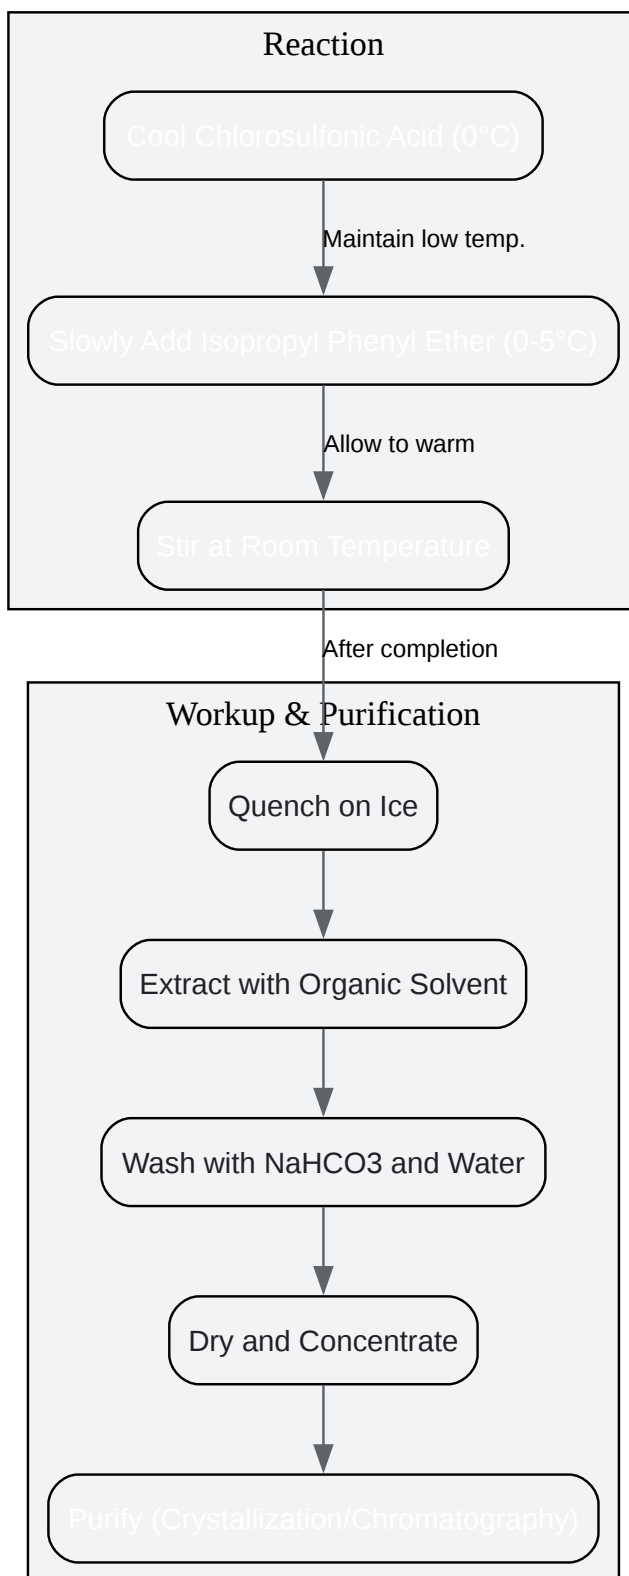 Reaction
Cool Chlorosulfonic Acid (0°C)
Maintain low temp.
Slowly Add Isopropyl Phenyl Ether (0-5°C)
Allow to warm
Stir at Room Temperature
After completion
Workup & Purification
Quench on Ice
Extract with Organic Solvent
Wash with NaHCO3 and Water
Dry and Concentrate
Purify (Crystallization/Chromatography)